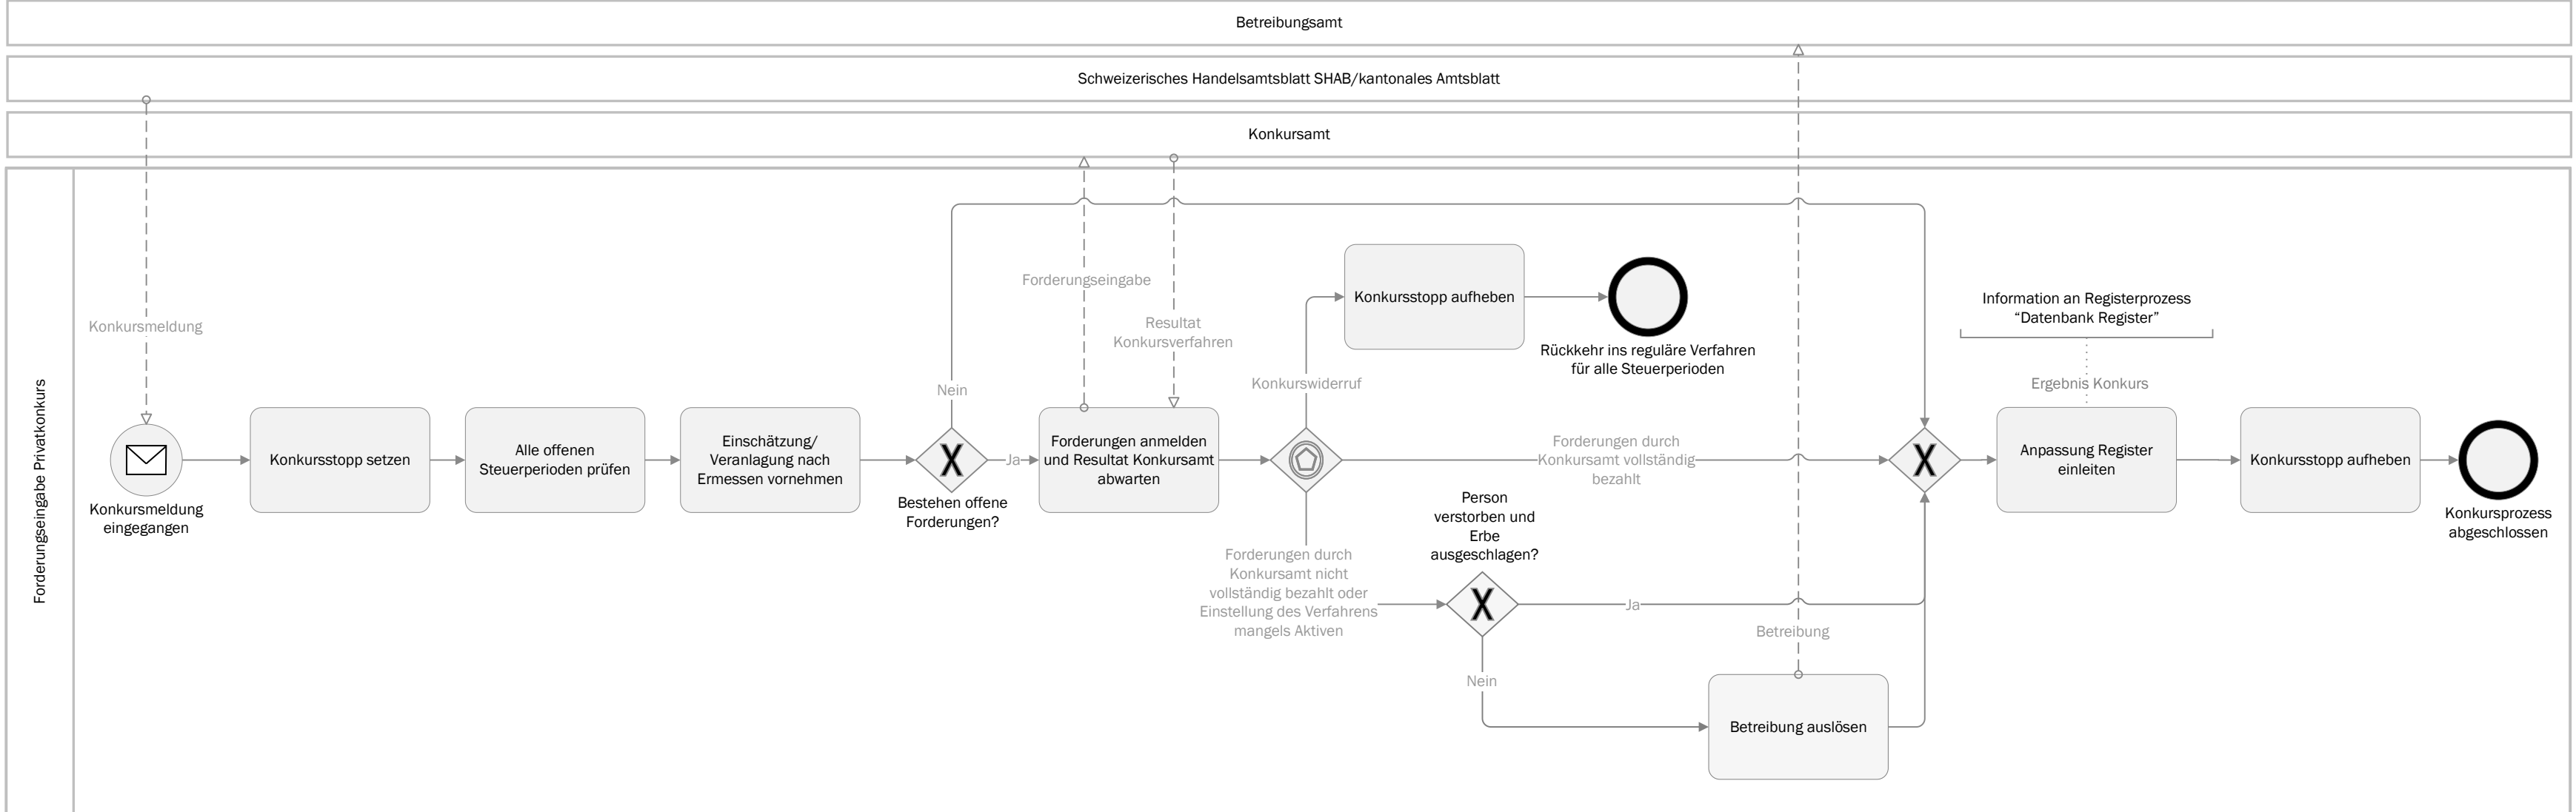 Betreibungsamt
Schweizerisches Handelsamtsblatt SHAB/kantonales Amtsblatt
Konkursamt
Forderungseingabe Privatkonkurs
Konkursmeldung
Konkursmeldung
eingegangen
Konkursstopp setzen
Alle offenen
Steuerperioden prüfen
Einschätzung/
Veranlagung nach
Ermessen vornehmen
Nein
X
Bestehen offene
Forderungen?
Ja
Forderungseingabe
Resultat
Konkursverfahren
Forderungen anmelden
und Resultat Konkursamt
abwarten
Konkurswiderruf
Konkursstopp aufheben
Rückkehr ins reguläre Verfahren
für alle Steuerperioden
Forderungen durch
Konkursamt vollständig
bezahlt
Forderungen durch
Konkursamt nicht
vollständig bezahlt oder
Einstellung des Verfahrens
mangels Aktiven
Person
verstorben und
Erbe
ausgeschlagen?
X
Ja
Nein
Betreibung
Betreibung auslösen
X
Information an Registerprozess
“Datenbank Register”
Ergebnis Konkurs
Anpassung Register
einleiten
Konkursstopp aufheben
Konkursprozess
abgeschlossen